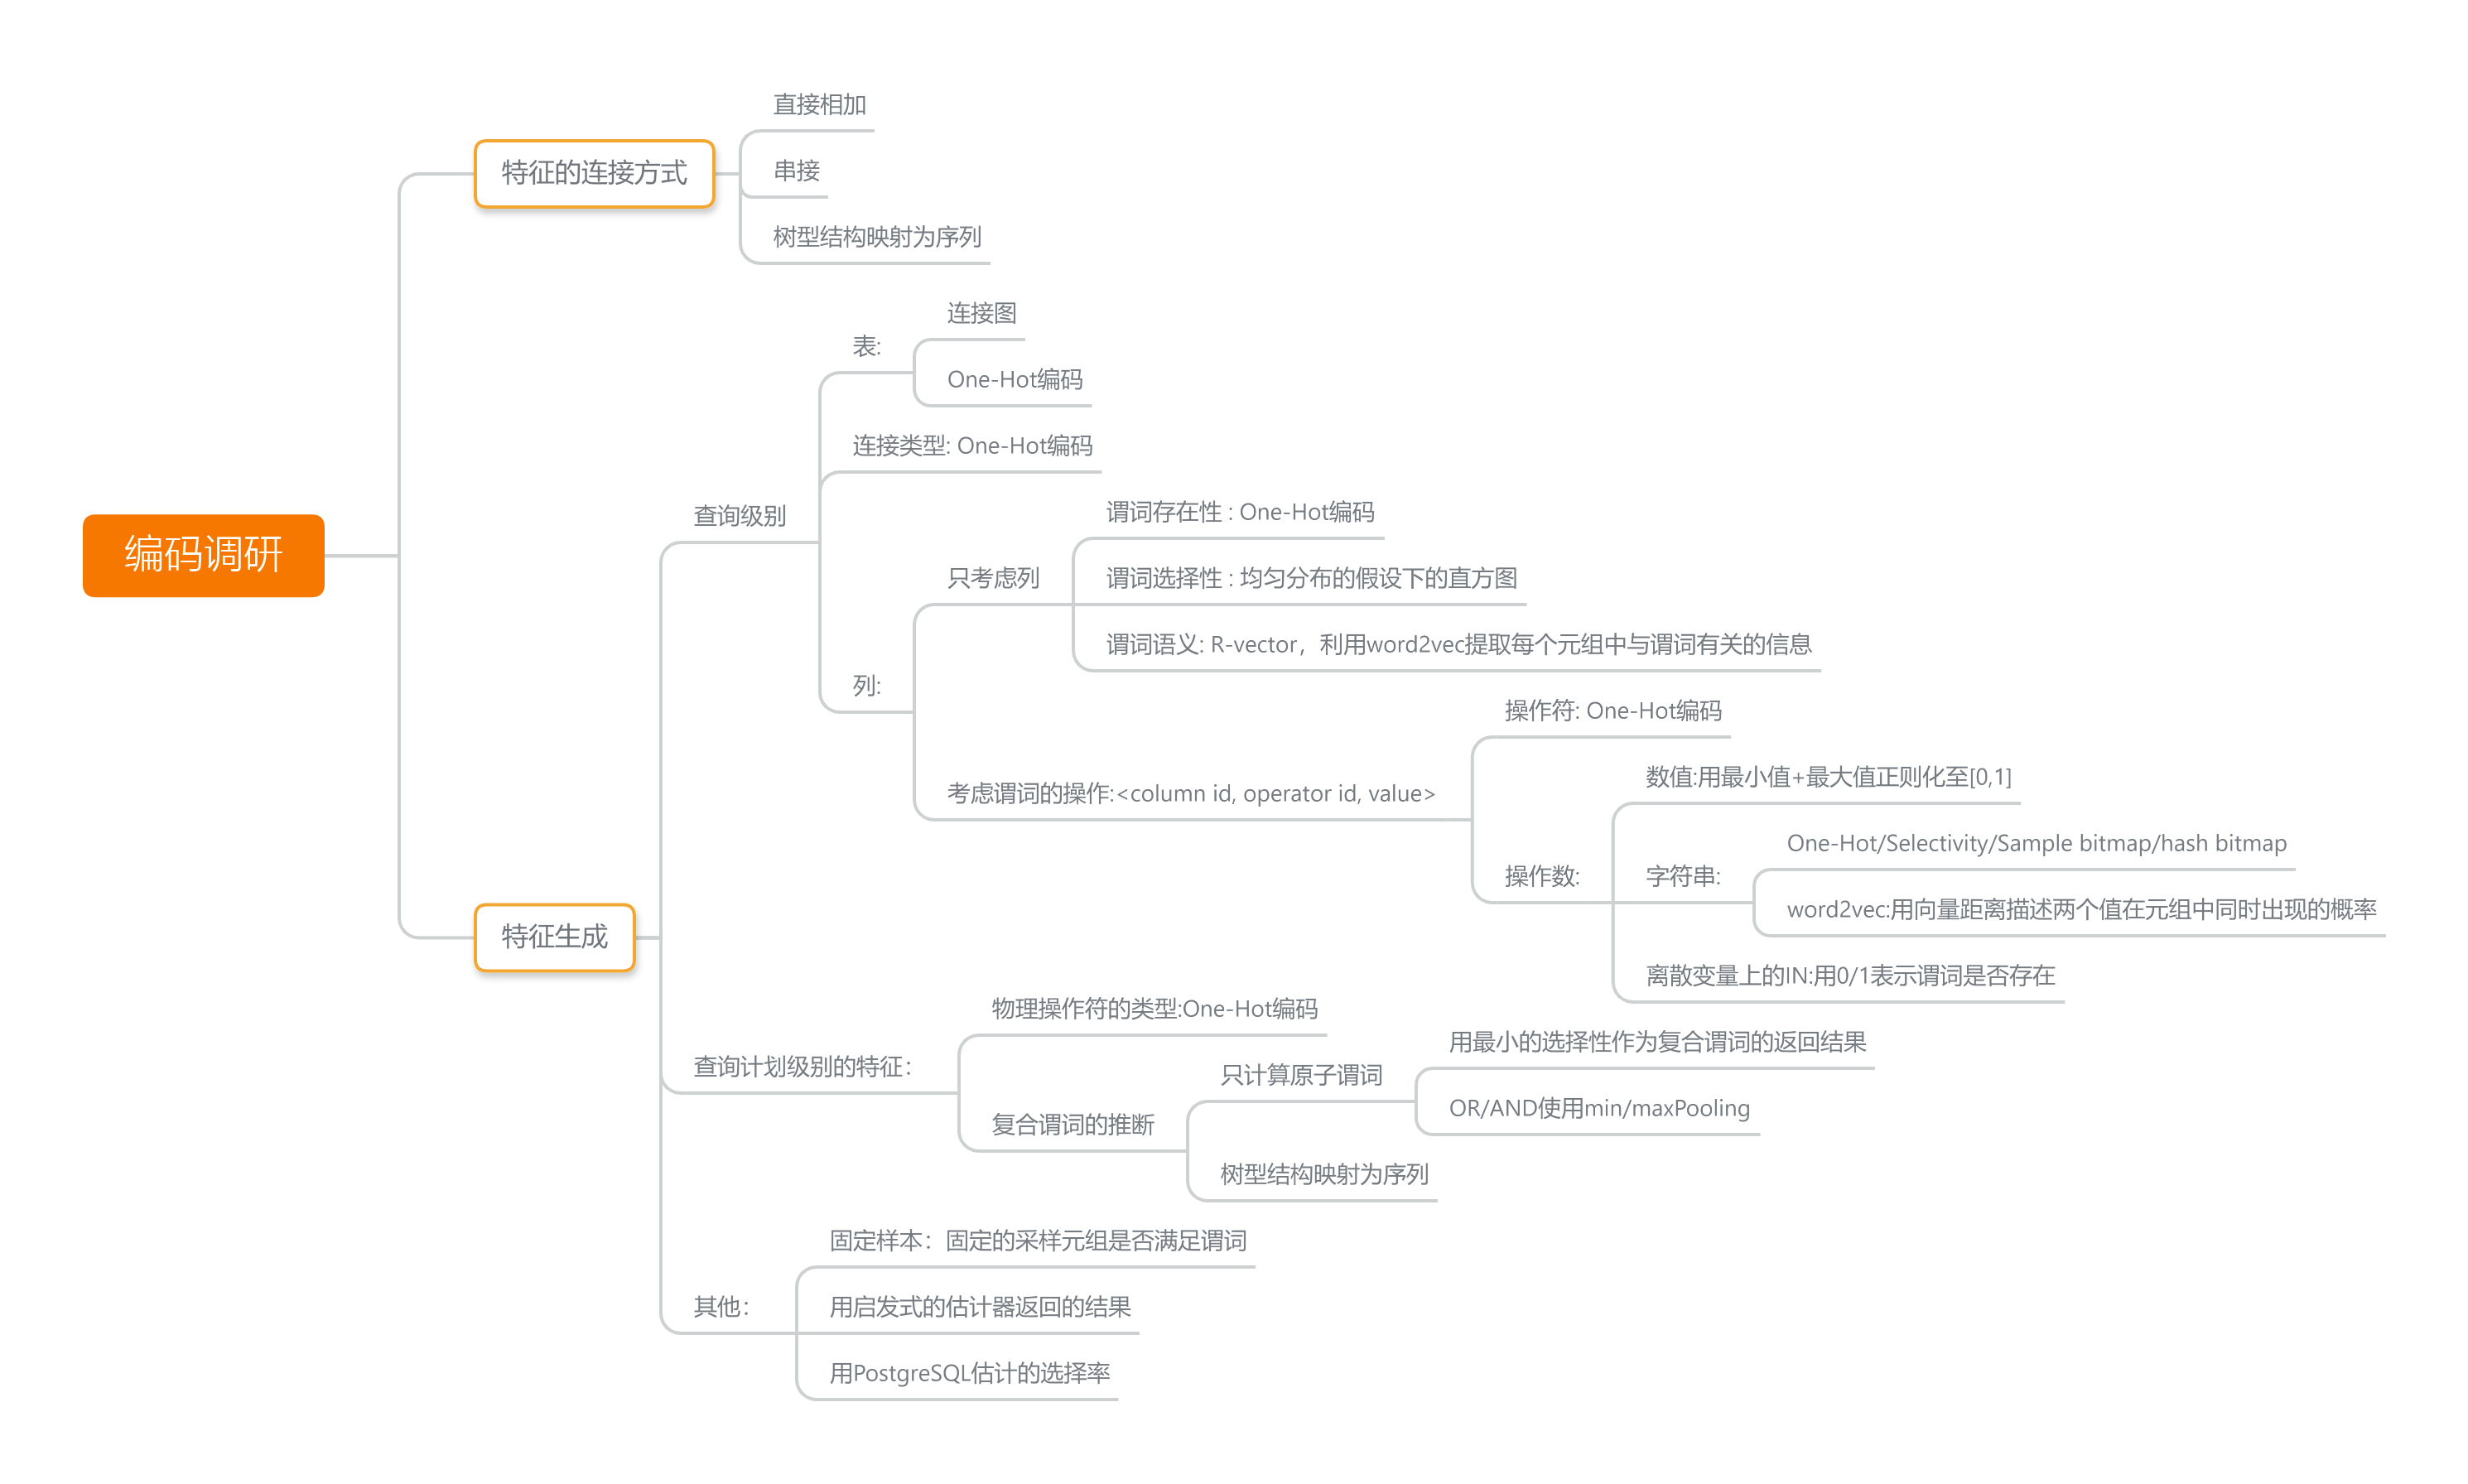 编码调研
特征的连接方式
直接相加
串接
树型结构映射为序列
特征生成
查询级别
表:
连接图
One-Hot编码
连接类型: One-Hot编码
列:
只考虑列
谓词存在性 : One-Hot编码
谓词选择性 : 均匀分布的假设下的直方图
谓词语义: R-vector，利用word2vec提取每个元组中与谓词有关的信息
考虑谓词的操作:<column id, operator id, value>
操作符: One-Hot编码
操作数:
数值:用最小值+最大值正则化至[0,1]
字符串:
One-Hot/Selectivity/Sample bitmap/hash bitmap
word2vec:用向量距离描述两个值在元组中同时出现的概率
离散变量上的IN:用0/1表示谓词是否存在
查询计划级别的特征：
物理操作符的类型:One-Hot编码
复合谓词的推断
只计算原子谓词
用最小的选择性作为复合谓词的返回结果
OR/AND使用min/maxPooling
树型结构映射为序列
其他：
固定样本：固定的采样元组是否满足谓词
用启发式的估计器返回的结果
用PostgreSQL估计的选择率